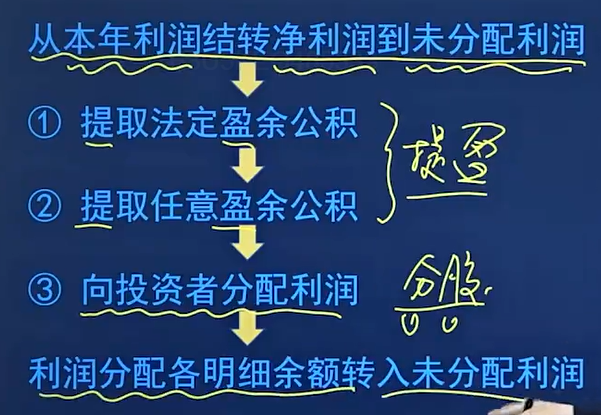 从本年利润结转净利润到未分配利润
① 提取法定盈余公积
提盈
② 提取任意盈余公积
③ 向投资者分配利润
分股
利润分配各明细余额转入未分配利润